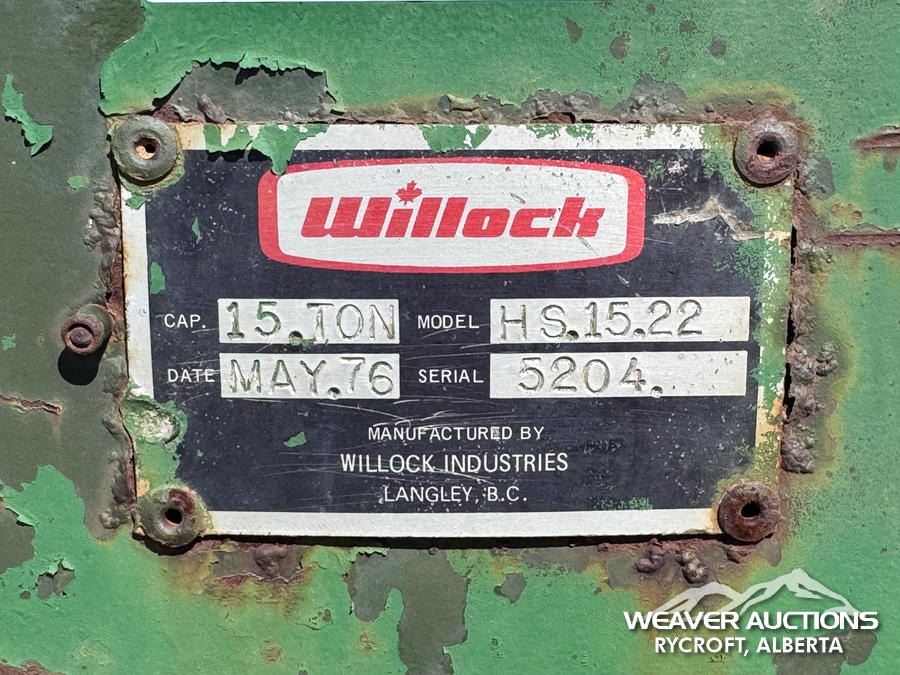 Willock
CAP. 15.TON MODEL HS.15.22
DATE MAY.76 SERIAL 5204.
MANUFACTURED BY
WILLOCK INDUSTRIES
LANGLEY, B.C.
WEAVER AUCTIONS
RYCROFT, ALBERTA